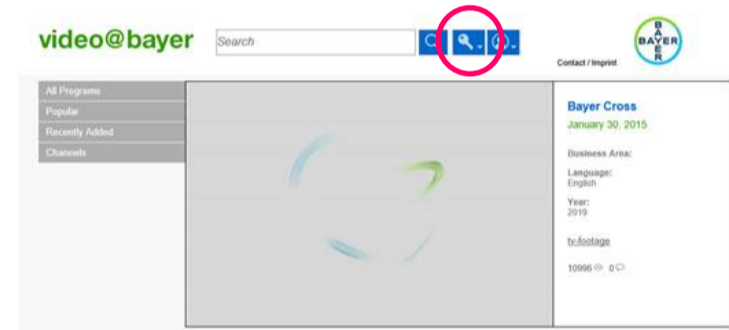 video@bayer
Search
Contact / Imprint
BAYER
BAYER
All Programs
Popular
Recently Added
Channels
Bayer Cross
January 30, 2015
Business Area:
Language:
English
Year:
2019
tv-footage
10996 0